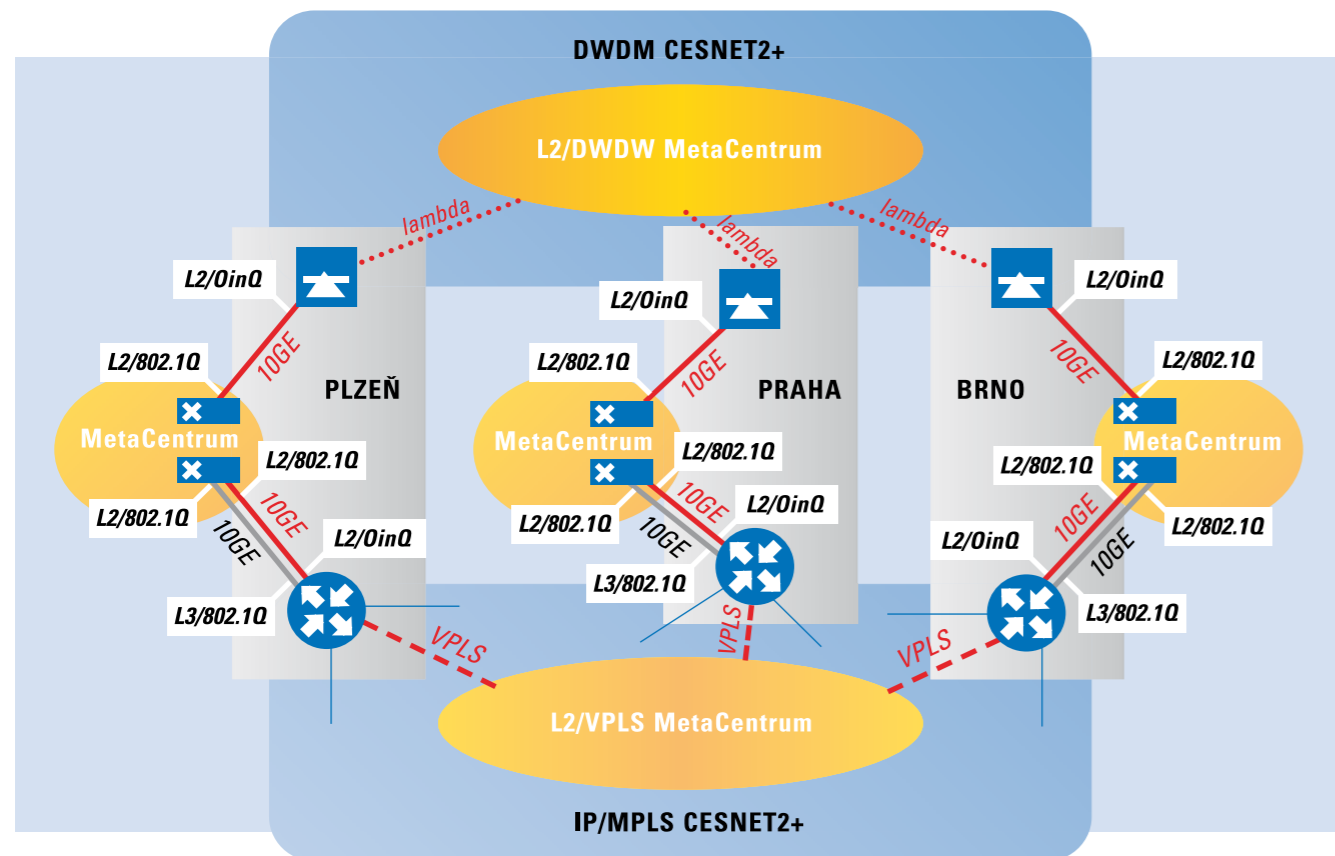 DWDM CESNET2+
L2/DWDW MetaCentrum
lambda
lambda
lambda
L2/QinQ
L2/QinQ
L2/QinQ
10GE
10GE
10GE
L2/802.1Q
L2/802.1Q
L2/802.1Q
PLZEŇ
PRAHA
BRNO
MetaCentrum
MetaCentrum
MetaCentrum
L2/802.1Q
L2/802.1Q
L2/802.1Q
L2/802.1Q
L2/802.1Q
L2/802.1Q
10GE
10GE
10GE
10GE
10GE
10GE
L2/QinQ
L2/QinQ
L2/QinQ
L3/802.1Q
L3/802.1Q
L3/802.1Q
VPLS
VPLS
VPLS
L2/VPLS MetaCentrum
IP/MPLS CESNET2+